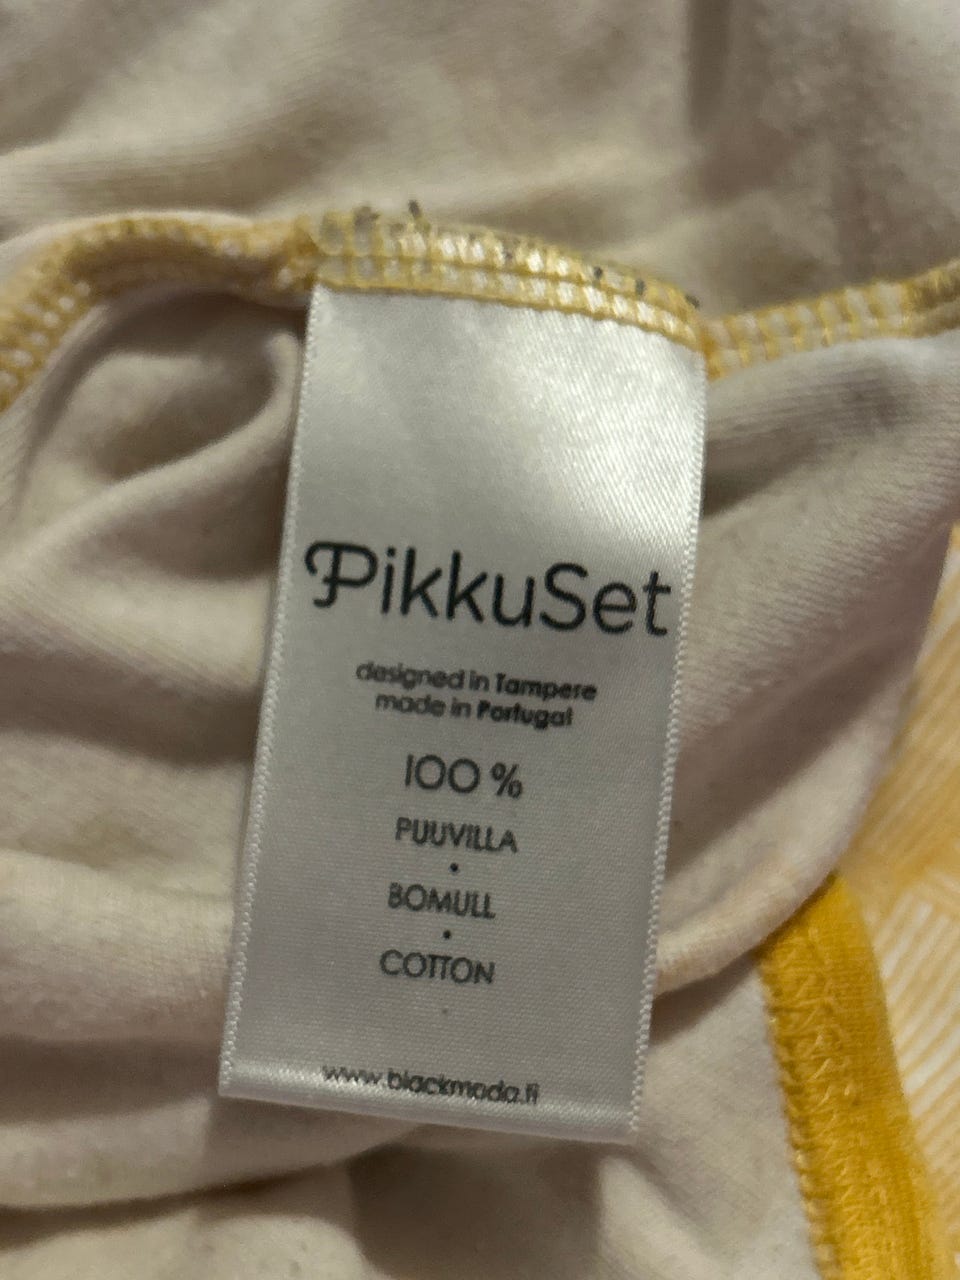 PikkuSet
designed in Tampere
made in Portugal
100 %
PUUVILLA
•
BOMULL
•
COTTON
www.blackmoda.fi